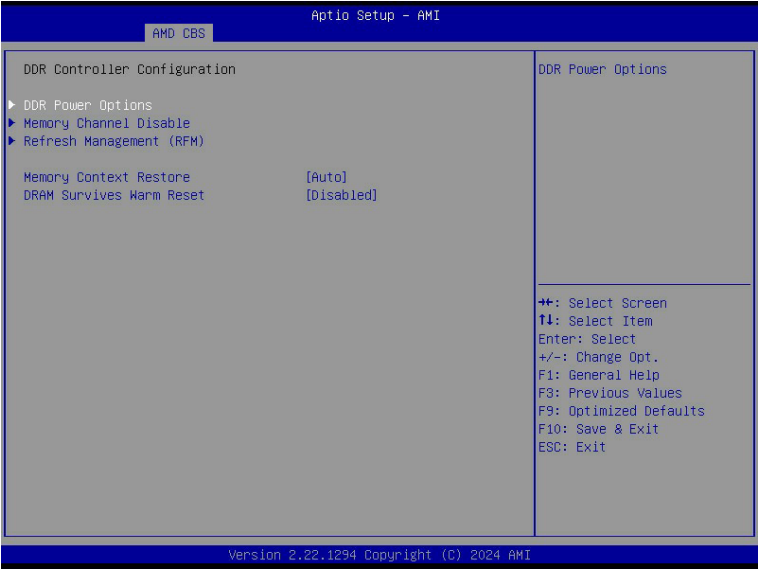 Aptio Setup – AMI
AMD CBS
DDR Controller Configuration
DDR Power Options
Memory Channel Disable
Refresh Management (RFM)
Memory Context Restore [Auto]
DRAM Survives Warm Reset [Disabled]
DDR Power Options
→←: Select Screen
↑↓: Select Item
Enter: Select
+/-: Change Opt.
F1: General Help
F3: Previous Values
F9: Optimized Defaults
F10: Save & Exit
ESC: Exit
Version 2.22.1294 Copyright (C) 2024 AMI